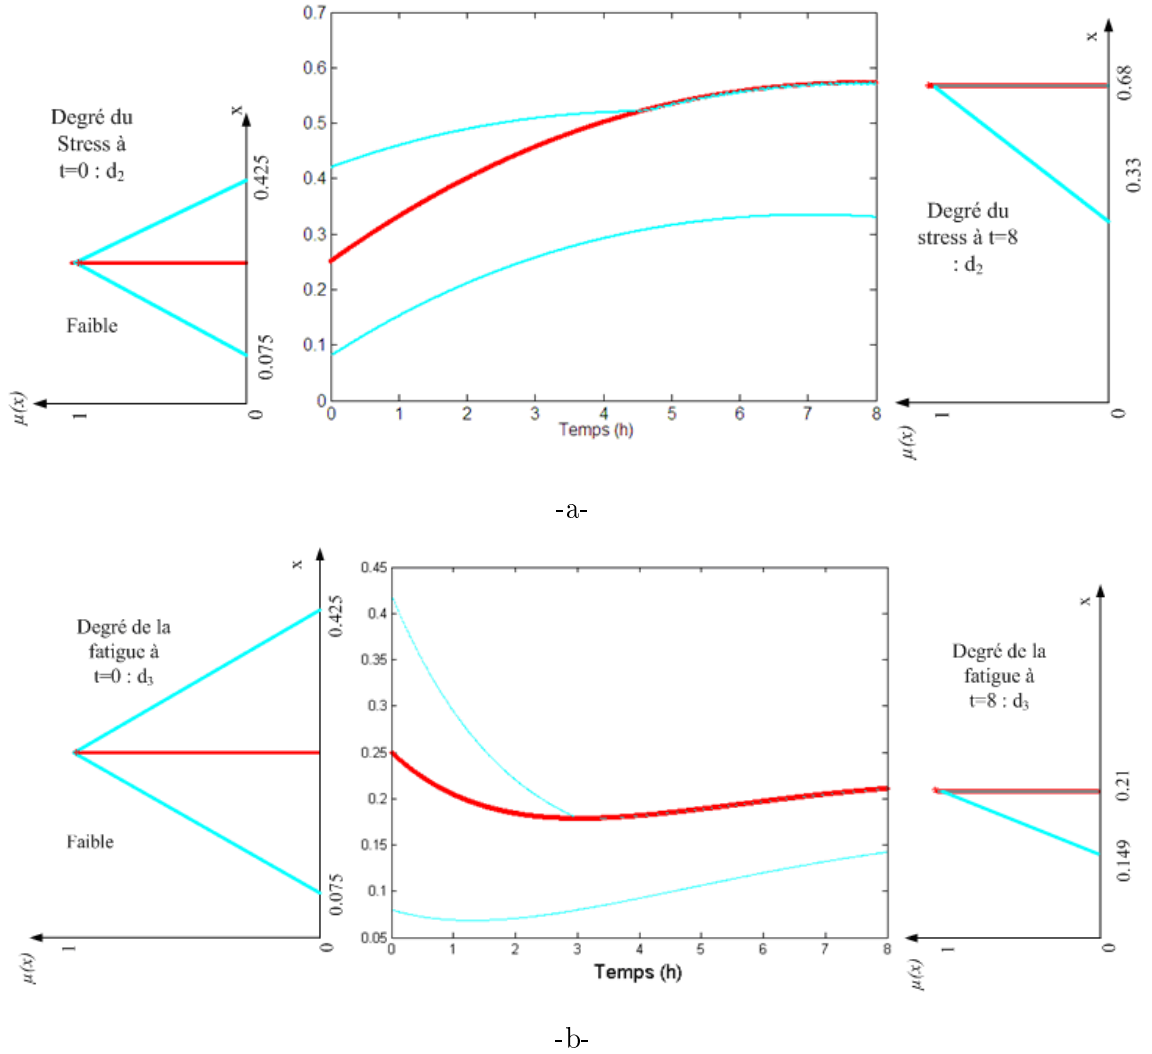 Degré du
Stress à
t=0 : d2
Faible
x
0.425
0.075
0
1
μ(x)
0.7
0.6
0.5
0.4
0.3
0.2
0.1
0
0 1 2 3 4 5 6 7 8
Temps (h)
x
0.68
0.33
Degré du
stress à t=8
: d2
0
1
μ(x)
-a-
Degré de la
fatigue à
t=0 : d3
Faible
x
0.425
0.075
0
1
μ(x)
0.45
0.4
0.35
0.3
0.25
0.2
0.15
0.1
0.05
0 1 2 3 4 5 6 7 8
Temps (h)
x
Degré de la
fatigue à
t=8 : d3
0.21
0.149
0
1
μ(x)
-b-